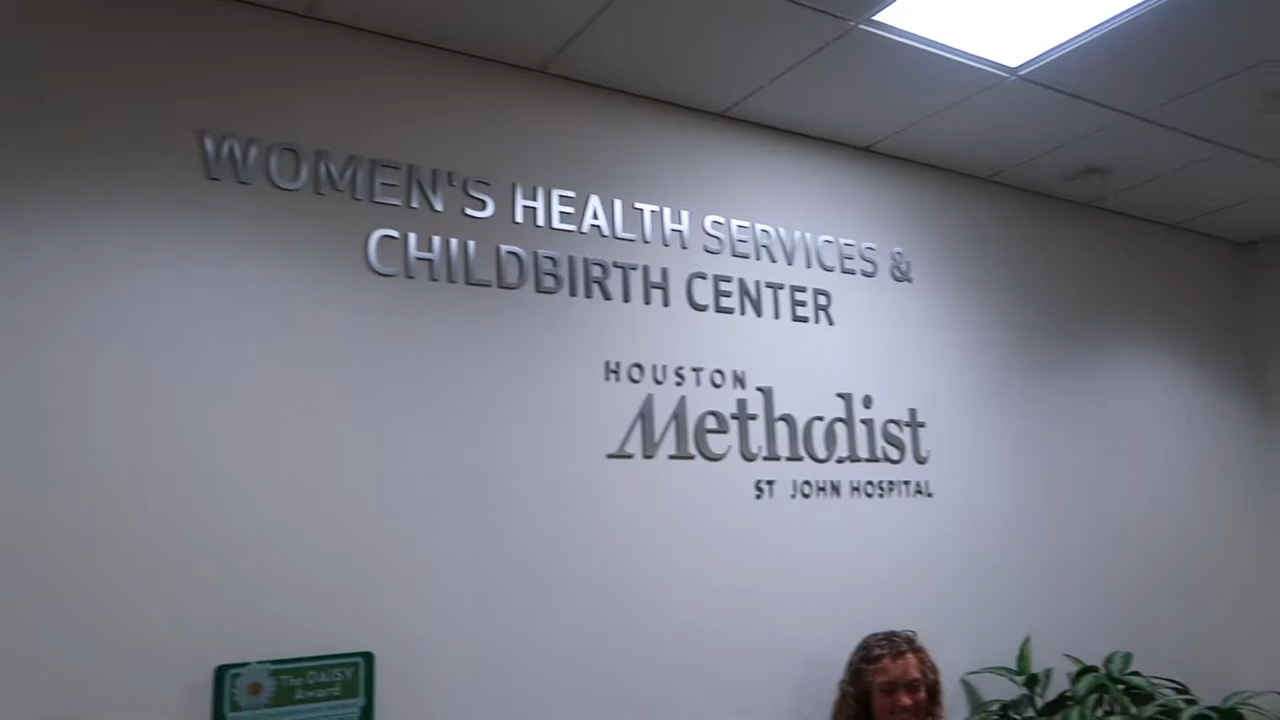 WOMEN'S HEALTH SERVICES &
CHILDBIRTH CENTER
HOUSTON
Methodist
ST JOHN HOSPITAL
The DAISY
Award